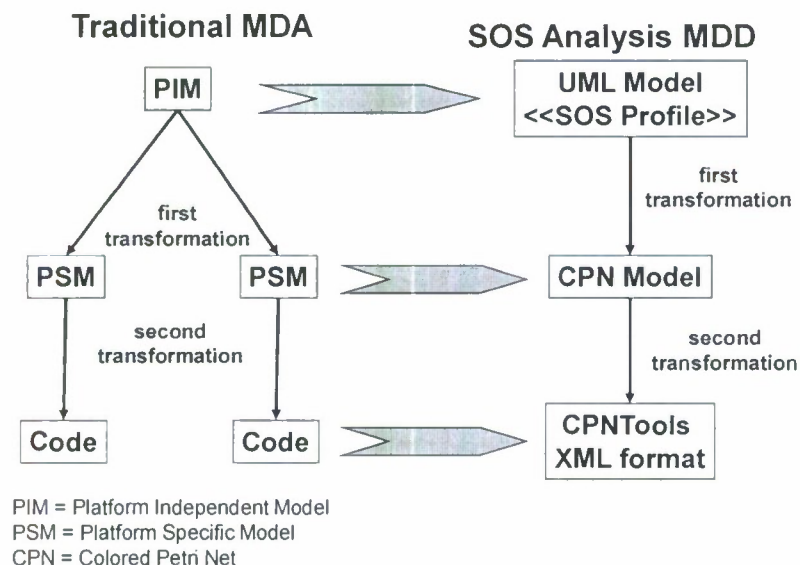 Traditional MDA
SOS Analysis MDD
PIM
UML Model
<<SOS Profile>>
first
transformation
first
transformation
PSM
PSM
CPN Model
second
transformation
second
transformation
Code
Code
CPNTools
XML format
PIM = Platform Independent Model
PSM = Platform Specific Model
CPN = Colored Petri Net